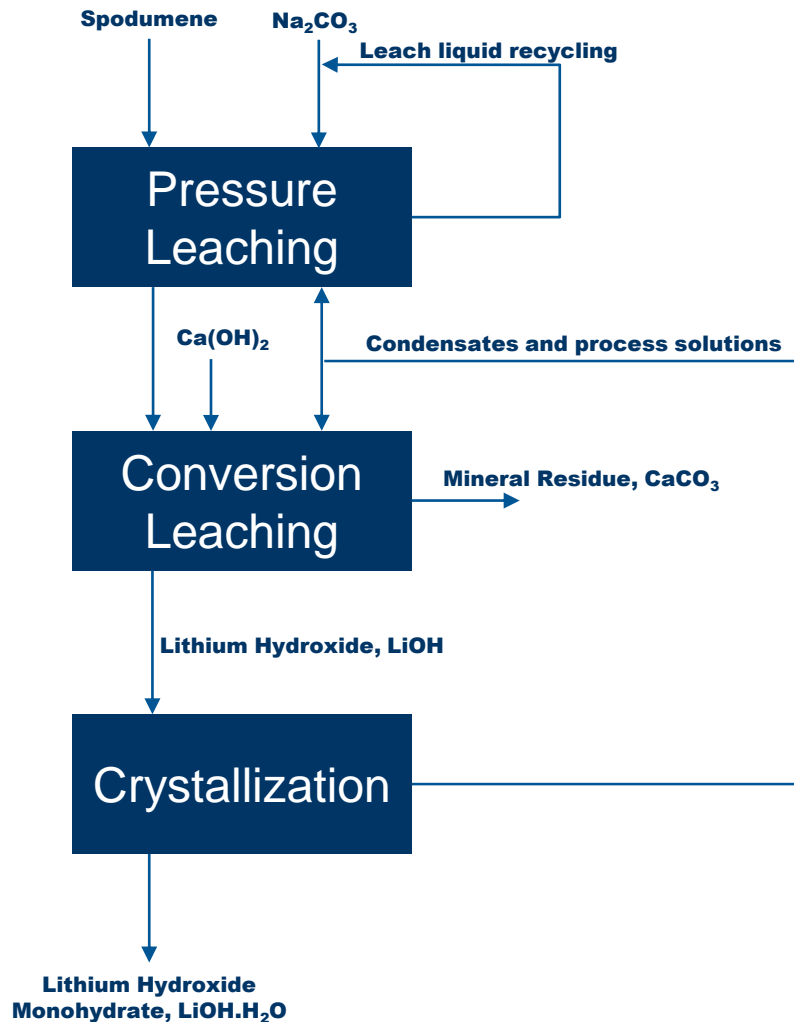 Spodumene
Na₂CO₃
Leach liquid recycling
Pressure
Leaching
Ca(OH)₂
Condensates and process solutions
Conversion
Leaching
Mineral Residue, CaCO₃
Lithium Hydroxide, LiOH
Crystallization
Lithium Hydroxide
Monohydrate, LiOH.H₂O